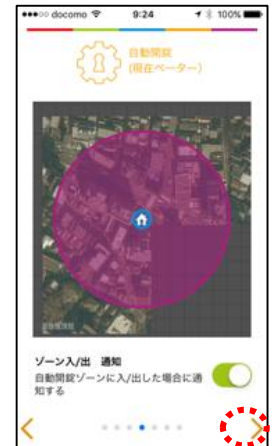 docomo 9:24 100%
自動開錠
(現在ベーター)
ゾーン入/出 通知
自動開錠ゾーンに入/出した場合に通
知する